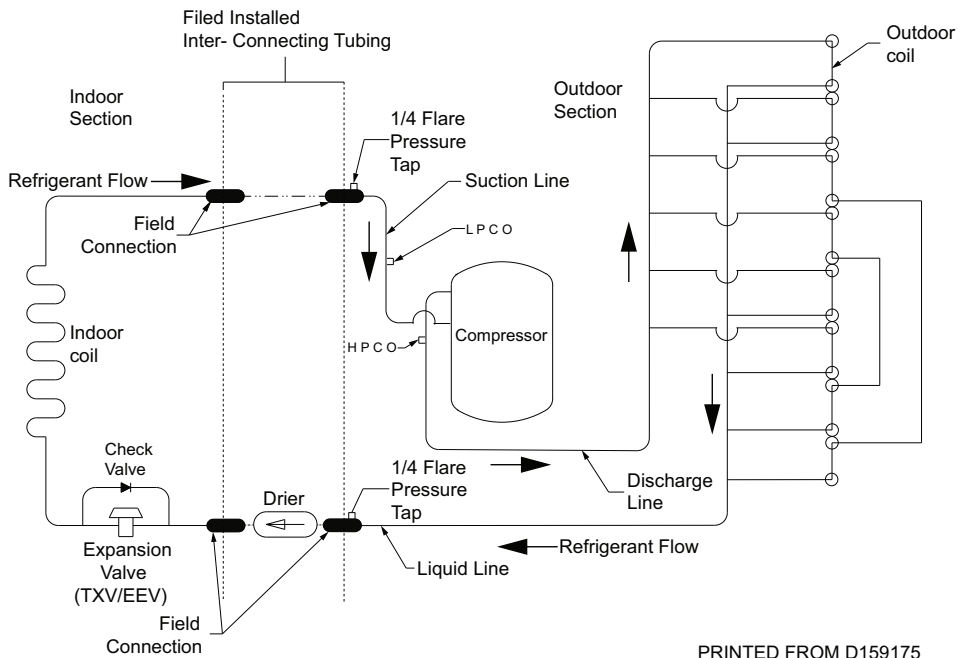 Filed Installed
Inter- Connecting Tubing
Outdoor
coil
Indoor
Section
Outdoor
Section
1/4 Flare
Pressure
Tap
Refrigerant Flow
Suction Line
Field
Connection
LPCO
Indoor
coil
Compressor
HPCO
Check
Valve
Drier
1/4 Flare
Pressure
Tap
Discharge
Line
Expansion
Valve
(TXV/EEV)
Liquid Line
Refrigerant Flow
Field
Connection
PRINTED FROM D159175